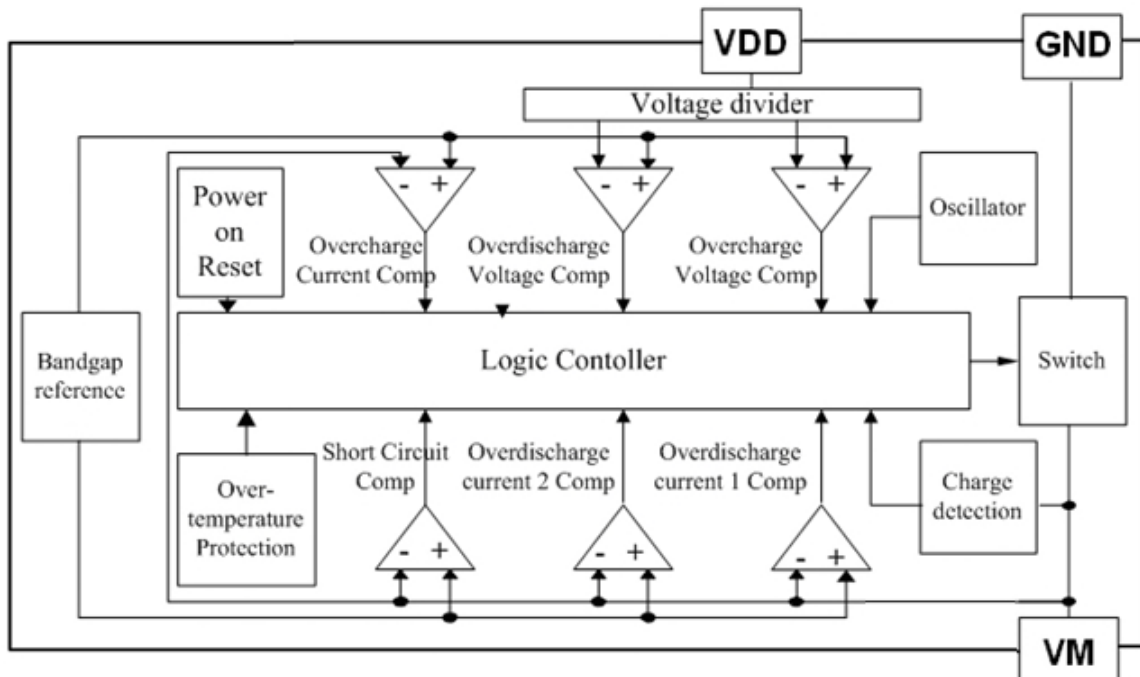 VDD
GND
Voltage divider
- +
- +
- +
Power
on
Reset
Oscillator
Overcharge
Current Comp
Overdischarge
Voltage Comp
Overcharge
Voltage Comp
Bandgap
reference
Logic Contoller
Switch
Short Circuit
Comp
Overdischarge
current 2 Comp
Overdischarge
current 1 Comp
Over-
temperature
Protection
Charge
detection
- +
- +
- +
VM